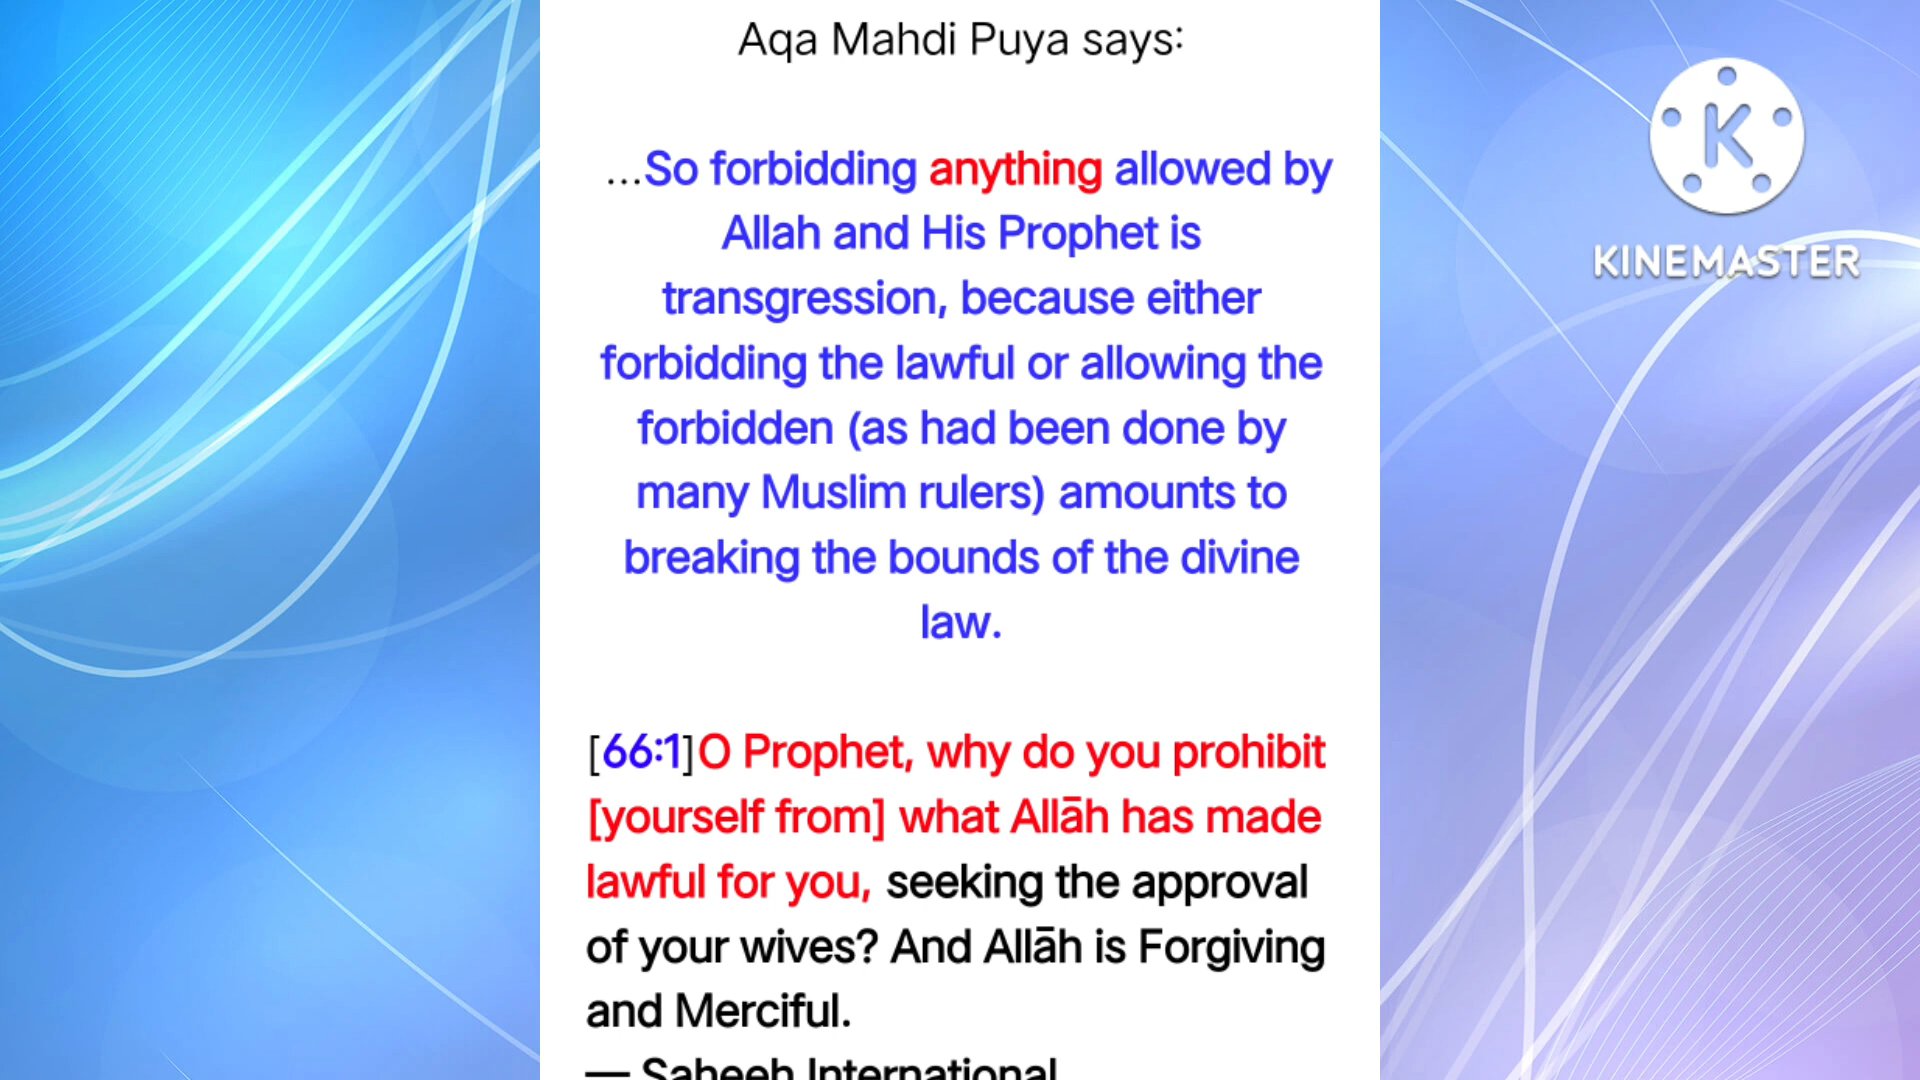 Aqa Mahdi Puya says:
...So forbidding anything allowed by
Allah and His Prophet is
transgression, because either
forbidding the lawful or allowing the
forbidden (as had been done by
many Muslim rulers) amounts to
breaking the bounds of the divine
law.
[66:1]O Prophet, why do you prohibit
[yourself from] what Allāh has made
lawful for you, seeking the approval
of your wives? And Allāh is Forgiving
and Merciful.
— Saheeh International
K
KINEMASTER